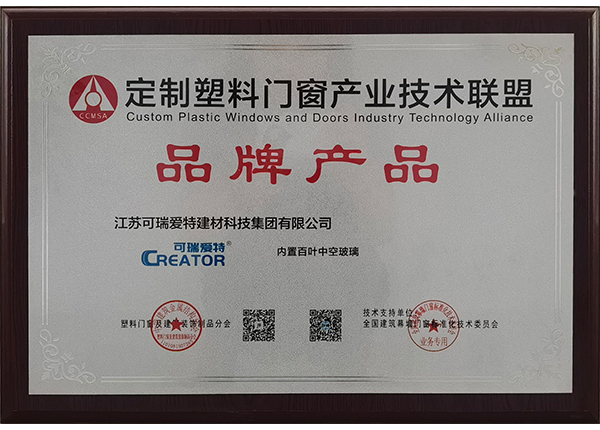 定制塑料门窗产业技术联盟
CCMSA
Custom Plastic Windows and Doors Industry Technology Alliance
品牌产品
江苏可瑞爱特建材科技集团有限公司
可瑞爱特®
CREATOR
内置百叶中空玻璃
技术支持单位
塑料门窗及建筑装饰制品分会
全国建筑幕墙门窗标准化技术委员会
业务专用